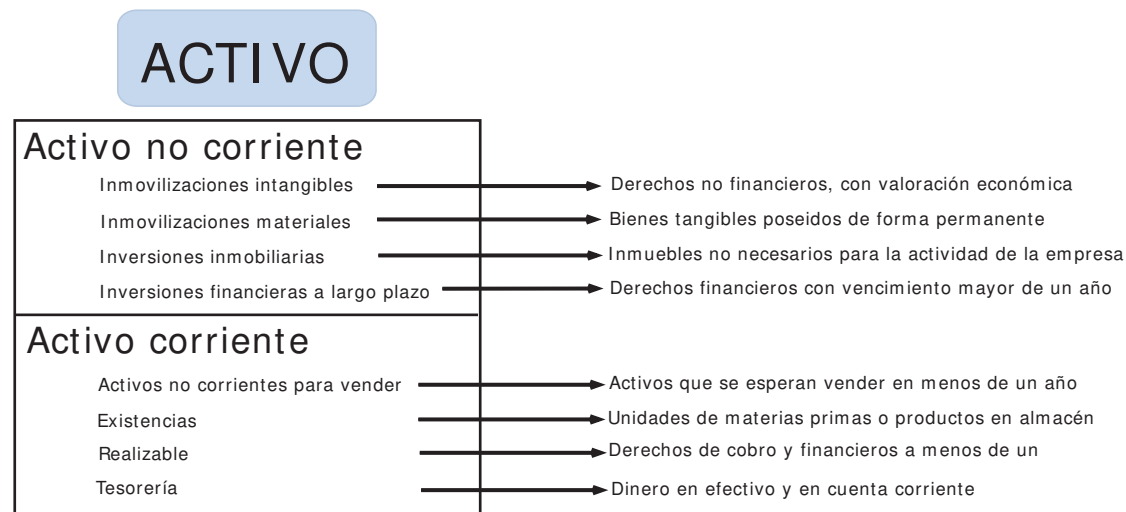 ACTIVO
Activo no corriente
Inmovilizaciones intangibles
Derechos no financieros, con valoración económica
Inmovilizaciones materiales
Bienes tangibles poseidos de forma permanente
Inversiones inmobiliarias
Inmuebles no necesarios para la actividad de la empresa
Inversiones financieras a largo plazo
Derechos financieros con vencimiento mayor de un año
Activo corriente
Activos no corrientes para vender
Activos que se esperan vender en menos de un año
Existencias
Unidades de materias primas o productos en almacén
Realizable
Derechos de cobro y financieros a menos de un
Tesorería
Dinero en efectivo y en cuenta corriente